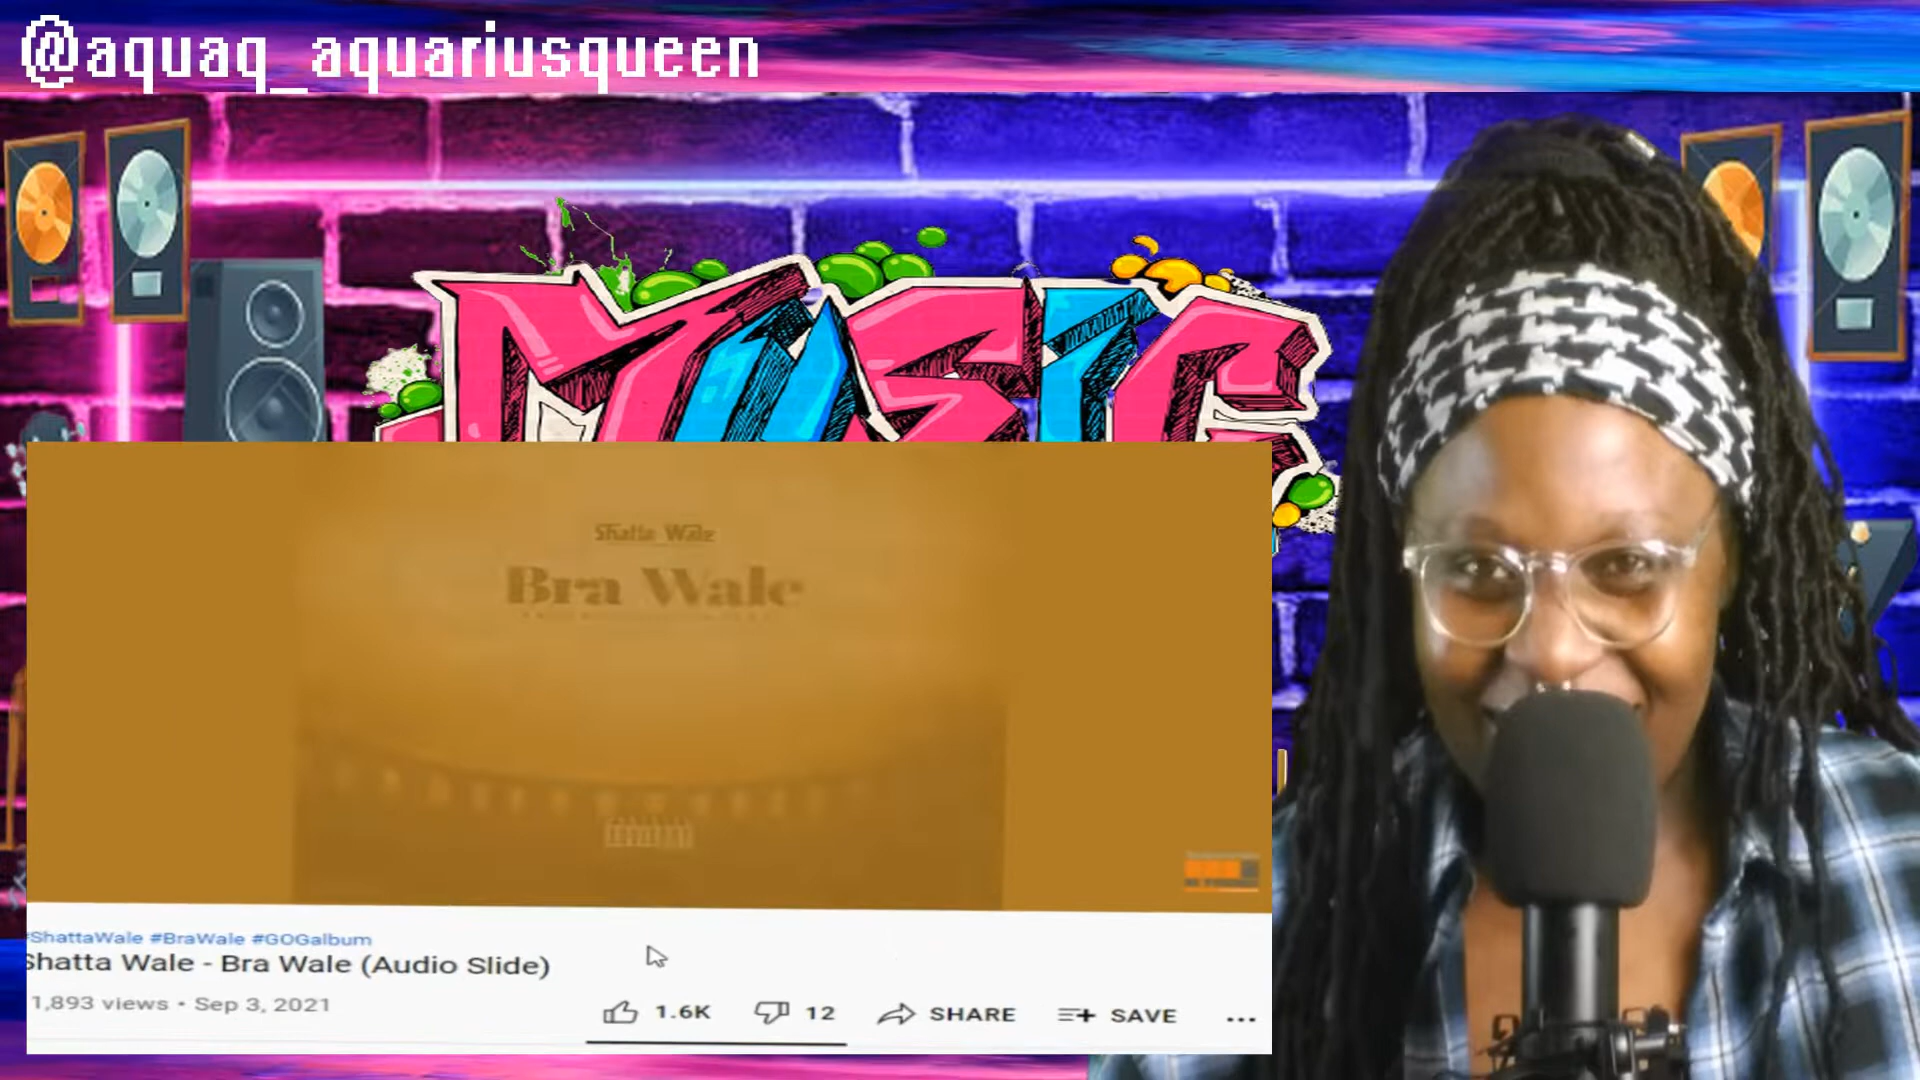 @aquaq_aquariusqueen
MUSIC
Shatta Wale
Bra Wale
#ShattaWale #BraWale #GOGalbum
Shatta Wale - Bra Wale (Audio Slide)
1,893 views • Sep 3, 2021
1.6K 12 SHARE SAVE ...